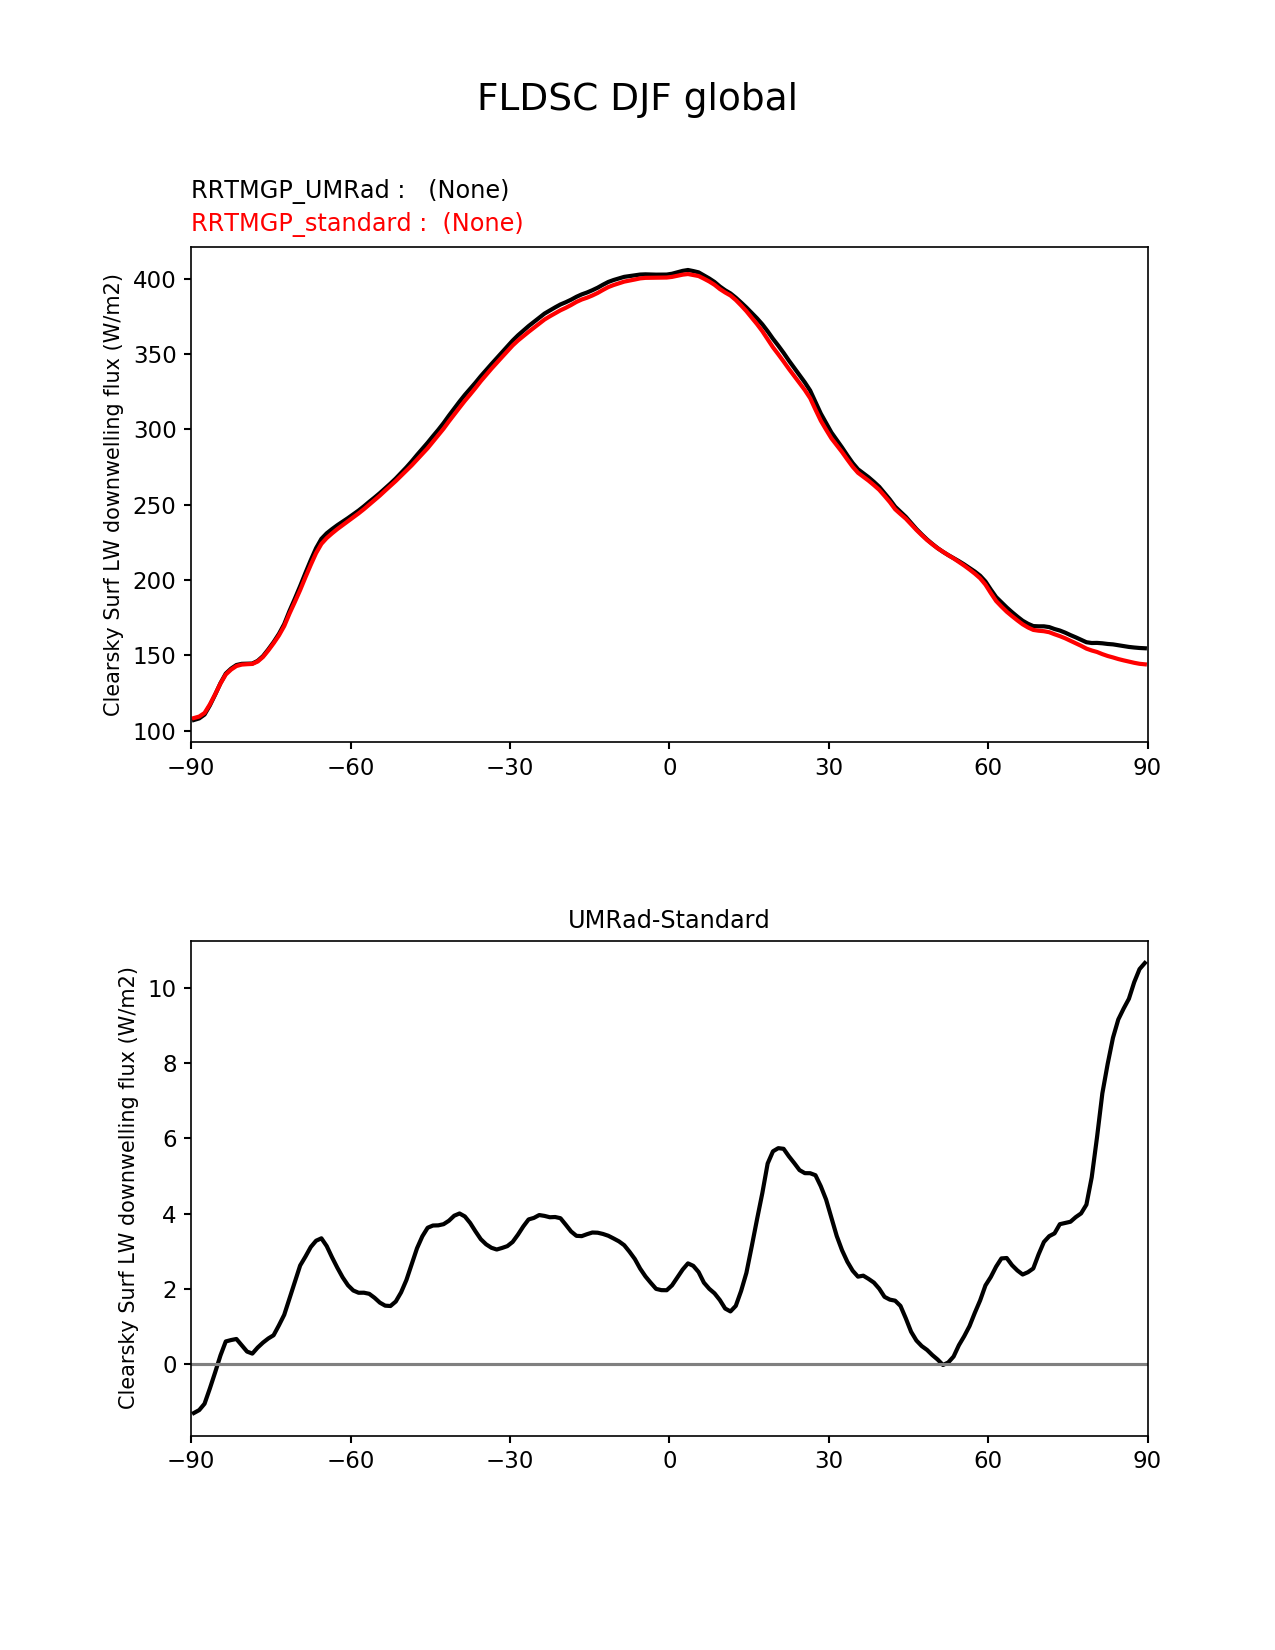 FLDSC DJF global
RRTMGP_UMRad :   (None)
RRTMGP_standard :  (None)
Clearsky Surf LW downwelling flux (W/m2)
400
350
300
250
200
150
100
−90 −60 −30 0 30 60 90
UMRad-Standard
Clearsky Surf LW downwelling flux (W/m2)
10
8
6
4
2
0
−90 −60 −30 0 30 60 90